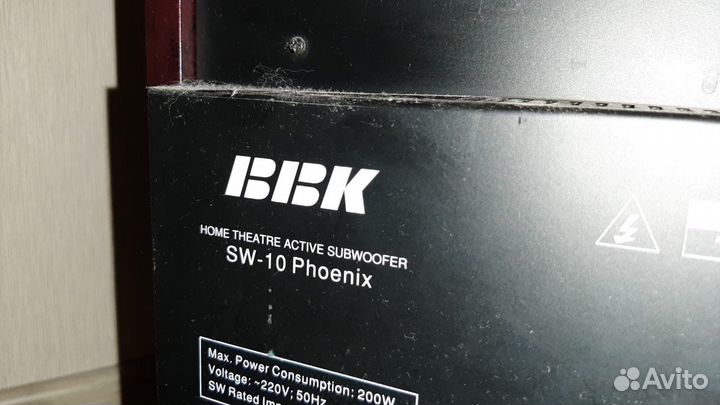 BBK
HOME THEATRE ACTIVE SUBWOOFER
SW-10 Phoenix
Max. Power Consumption: 200W
Voltage: ~220V; 50Hz
SW Rated
Avito